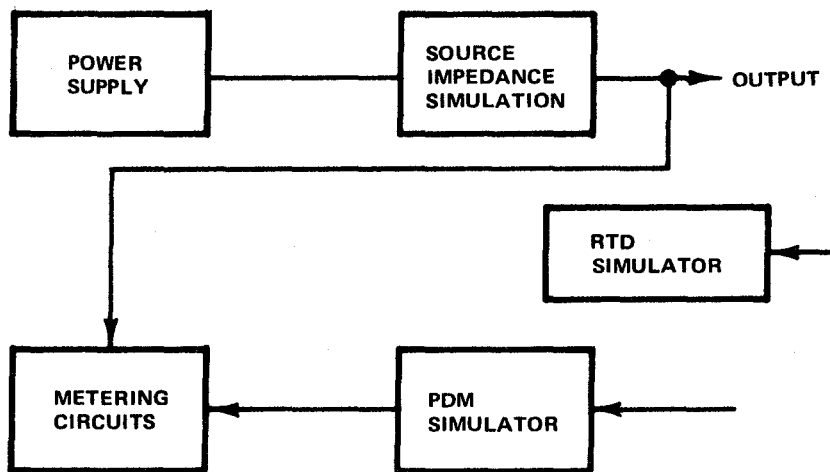 POWER
SUPPLY
SOURCE
IMPEDANCE
SIMULATION
OUTPUT
RTD
SIMULATOR
METERING
CIRCUITS
PDM
SIMULATOR